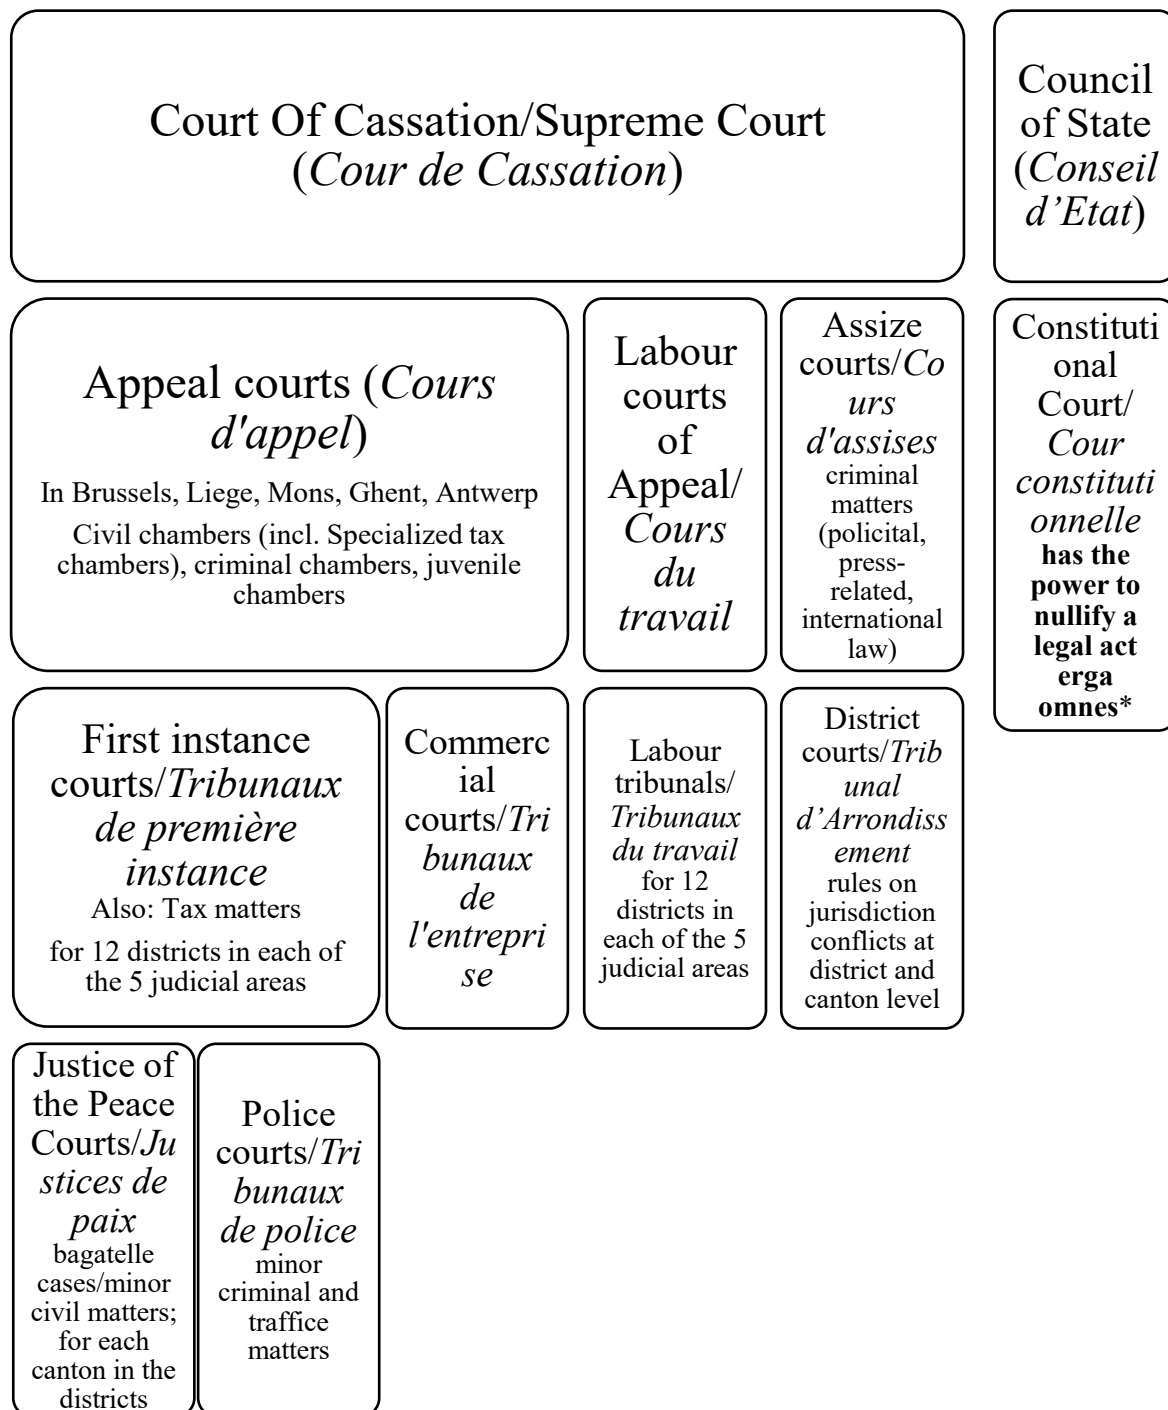 Court Of Cassation/Supreme Court
(Cour de Cassation)
Council
of State
(Conseil
d’Etat)
Appeal courts (Cours
d'appel)
In Brussels, Liege, Mons, Ghent, Antwerp
Civil chambers (incl. Specialized tax
chambers), criminal chambers, juvenile
chambers
Labour
courts
of
Appeal/
Cours
du
travail
Assize
courts/Co
urs
d'assises
criminal
matters
(policital,
press-
related,
international
law)
Constituti
onal
Court/
Cour
constituti
onnelle
has the
power to
nullify a
legal act
erga
omnes*
First instance
courts/Tribunaux
de première
instance
Also: Tax matters
for 12 districts in each of
the 5 judicial areas
Commerc
ial
courts/Tri
bunaux
de
l'entrepri
se
Labour
tribunals/
Tribunaux
du travail
for 12
districts in
each of the 5
judicial areas
District
courts/Trib
unal
d’Arrondiss
ement
rules on
jurisdiction
conflicts at
district and
canton level
Justice of
the Peace
Courts/Ju
stices de
paix
bagatelle
cases/minor
civil matters;
for each
canton in the
districts
Police
courts/Tri
bunaux
de police
minor
criminal and
traffice
matters